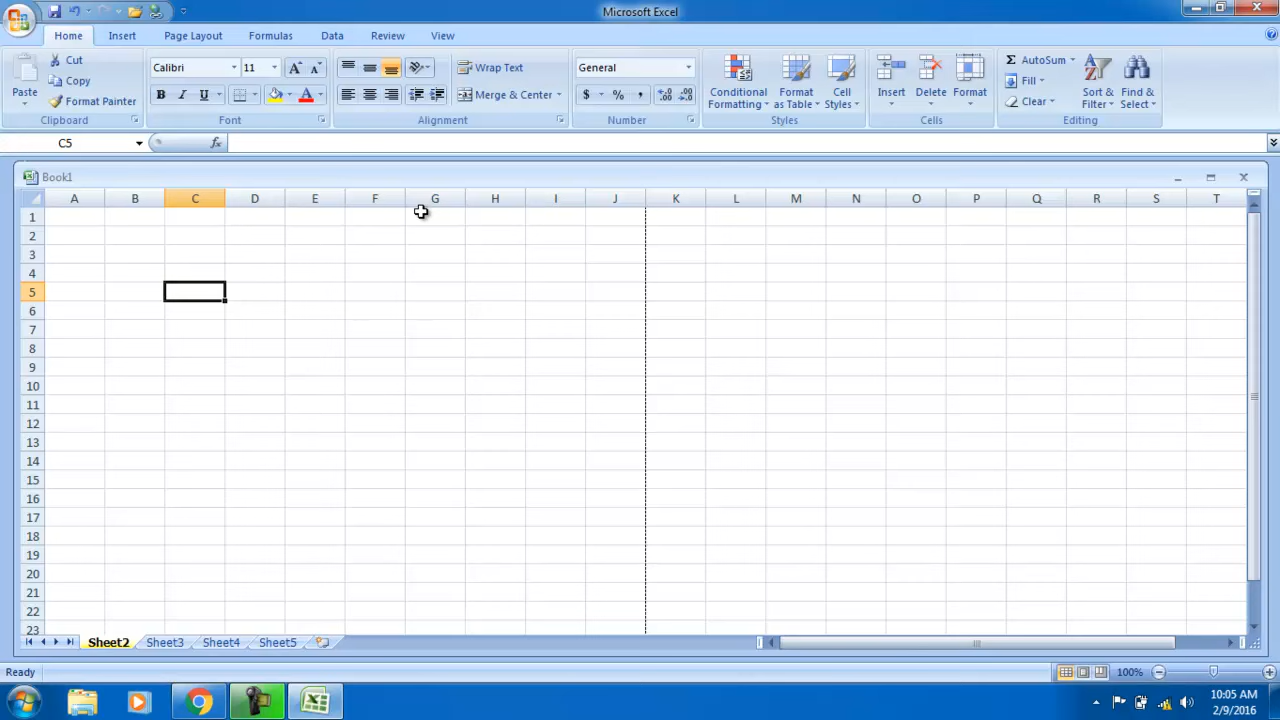 Microsoft Excel
Home Insert Page Layout Formulas Data Review View
Paste
Cut
Copy
Format Painter
Clipboard
Calibri 11
B I U
Font
Wrap Text
Merge & Center
Alignment
General
$ % ,
Number
Conditional Formatting
Format as Table
Cell Styles
Styles
Insert Delete Format
Cells
AutoSum
Fill
Clear
Sort & Filter
Find & Select
Editing
C5 fx
Book1
A B C D E F G H I J K L M N O P Q R S T
1
2
3
4
5
6
7
8
9
10
11
12
13
14
15
16
17
18
19
20
21
22
23
Sheet2 Sheet3 Sheet4 Sheet5
Ready 100%
10:05 AM
2/9/2016